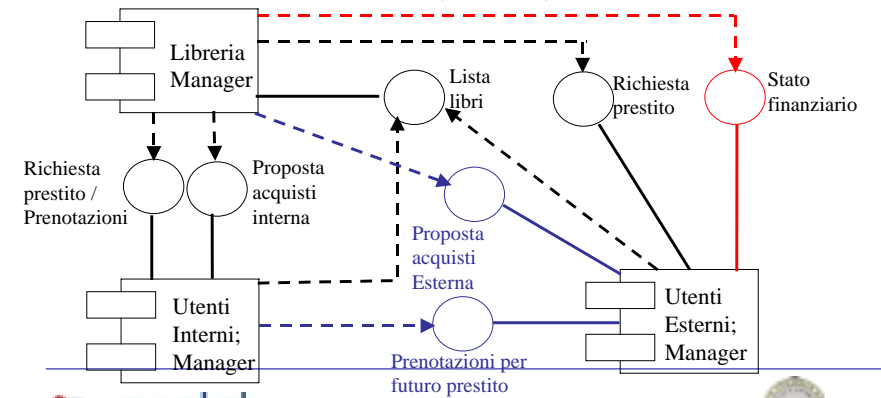 Libreria
Manager
Lista
libri
Richiesta
prestito
Stato
finanziario
Richiesta
prestito /
Prenotazioni
Proposta
acquisti
interna
Proposta
acquisti
Esterna
Utenti
Interni;
Manager
Utenti
Esterni;
Manager
Prenotazioni per
futuro prestito